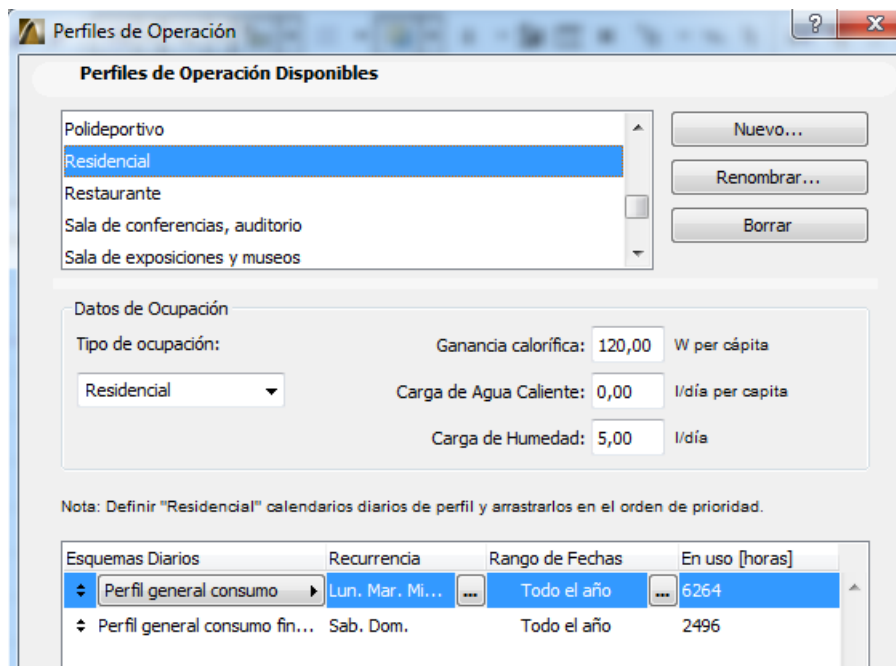 Perfiles de Operación
Perfiles de Operación Disponibles
Polideportivo
Residencial
Restaurante
Sala de conferencias, auditorio
Sala de exposiciones y museos
Nuevo...
Renombrar...
Borrar
Datos de Ocupación
Tipo de ocupación:
Residencial
Ganancia calorífica: 120,00 W per cápita
Carga de Agua Caliente: 0,00 l/día per capita
Carga de Humedad: 5,00 l/día
Nota: Definir "Residencial" calendarios diarios de perfil y arrastrarlos en el orden de prioridad.
Esquemas Diarios Recurrencia Rango de Fechas En uso [horas]
Perfil general consumo Lun. Mar. Mi... ... Todo el año ... 6264
Perfil general consumo fin... Sab. Dom. Todo el año 2496